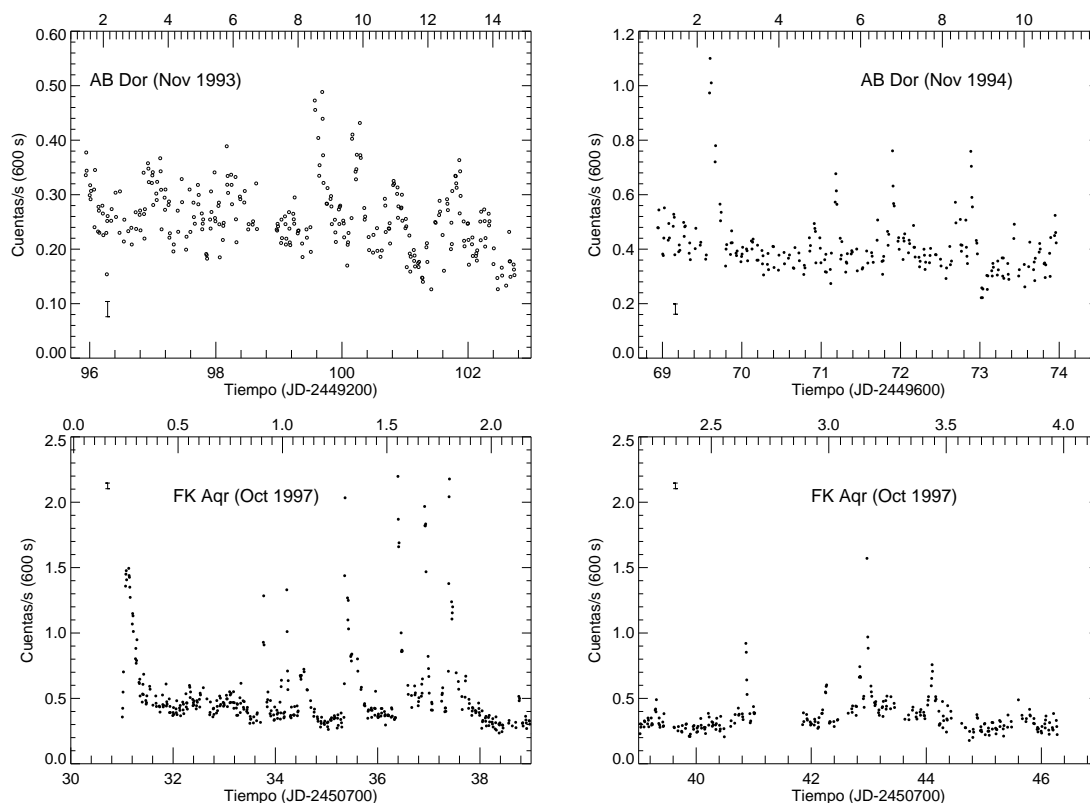 2 4 6 8 10 12 14
0.60
0.50
0.40
0.30
0.20
0.10
0.00
Cuentas/s (600 s)
AB Dor (Nov 1993)
96 98 100 102
Tiempo (JD-2449200)
2 4 6 8 10
1.2
1.0
0.8
0.6
0.4
0.2
0.0
Cuentas/s (600 s)
AB Dor (Nov 1994)
69 70 71 72 73 74
Tiempo (JD-2449600)
0.0 0.5 1.0 1.5 2.0
2.5
2.0
1.5
1.0
0.5
0.0
Cuentas/s (600 s)
FK Aqr (Oct 1997)
30 32 34 36 38
Tiempo (JD-2450700)
2.5 3.0 3.5 4.0
2.5
2.0
1.5
1.0
0.5
0.0
Cuentas/s (600 s)
FK Aqr (Oct 1997)
40 42 44 46
Tiempo (JD-2450700)